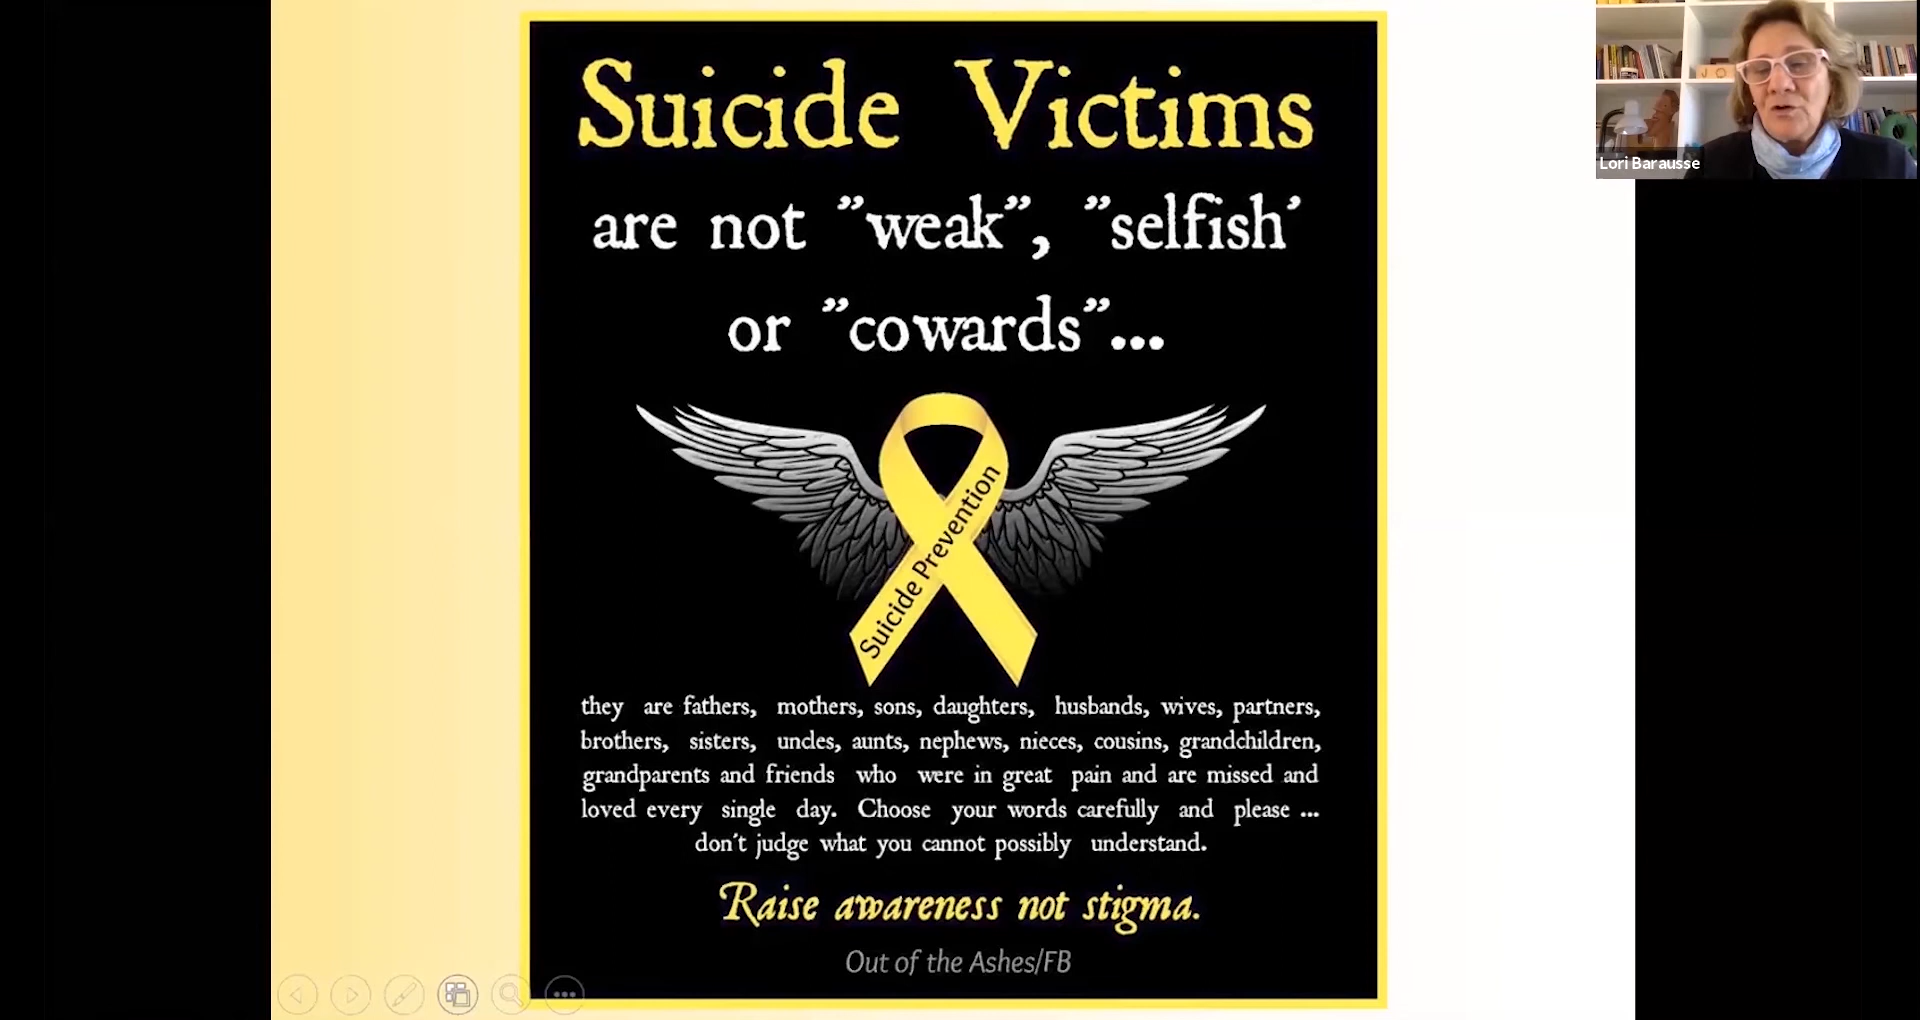 Suicide Victims
are not "weak", "selfish'
or "cowards"...
Suicide Prevention
they are fathers, mothers, sons, daughters, husbands, wives, partners,
brothers, sisters, uncles, aunts, nephews, nieces, cousins, grandchildren,
grandparents and friends who were in great pain and are missed and
loved every single day. Choose your words carefully and please ...
don't judge what you cannot possibly understand.
Raise awareness not stigma.
Out of the Ashes/FB
Lori Barausse